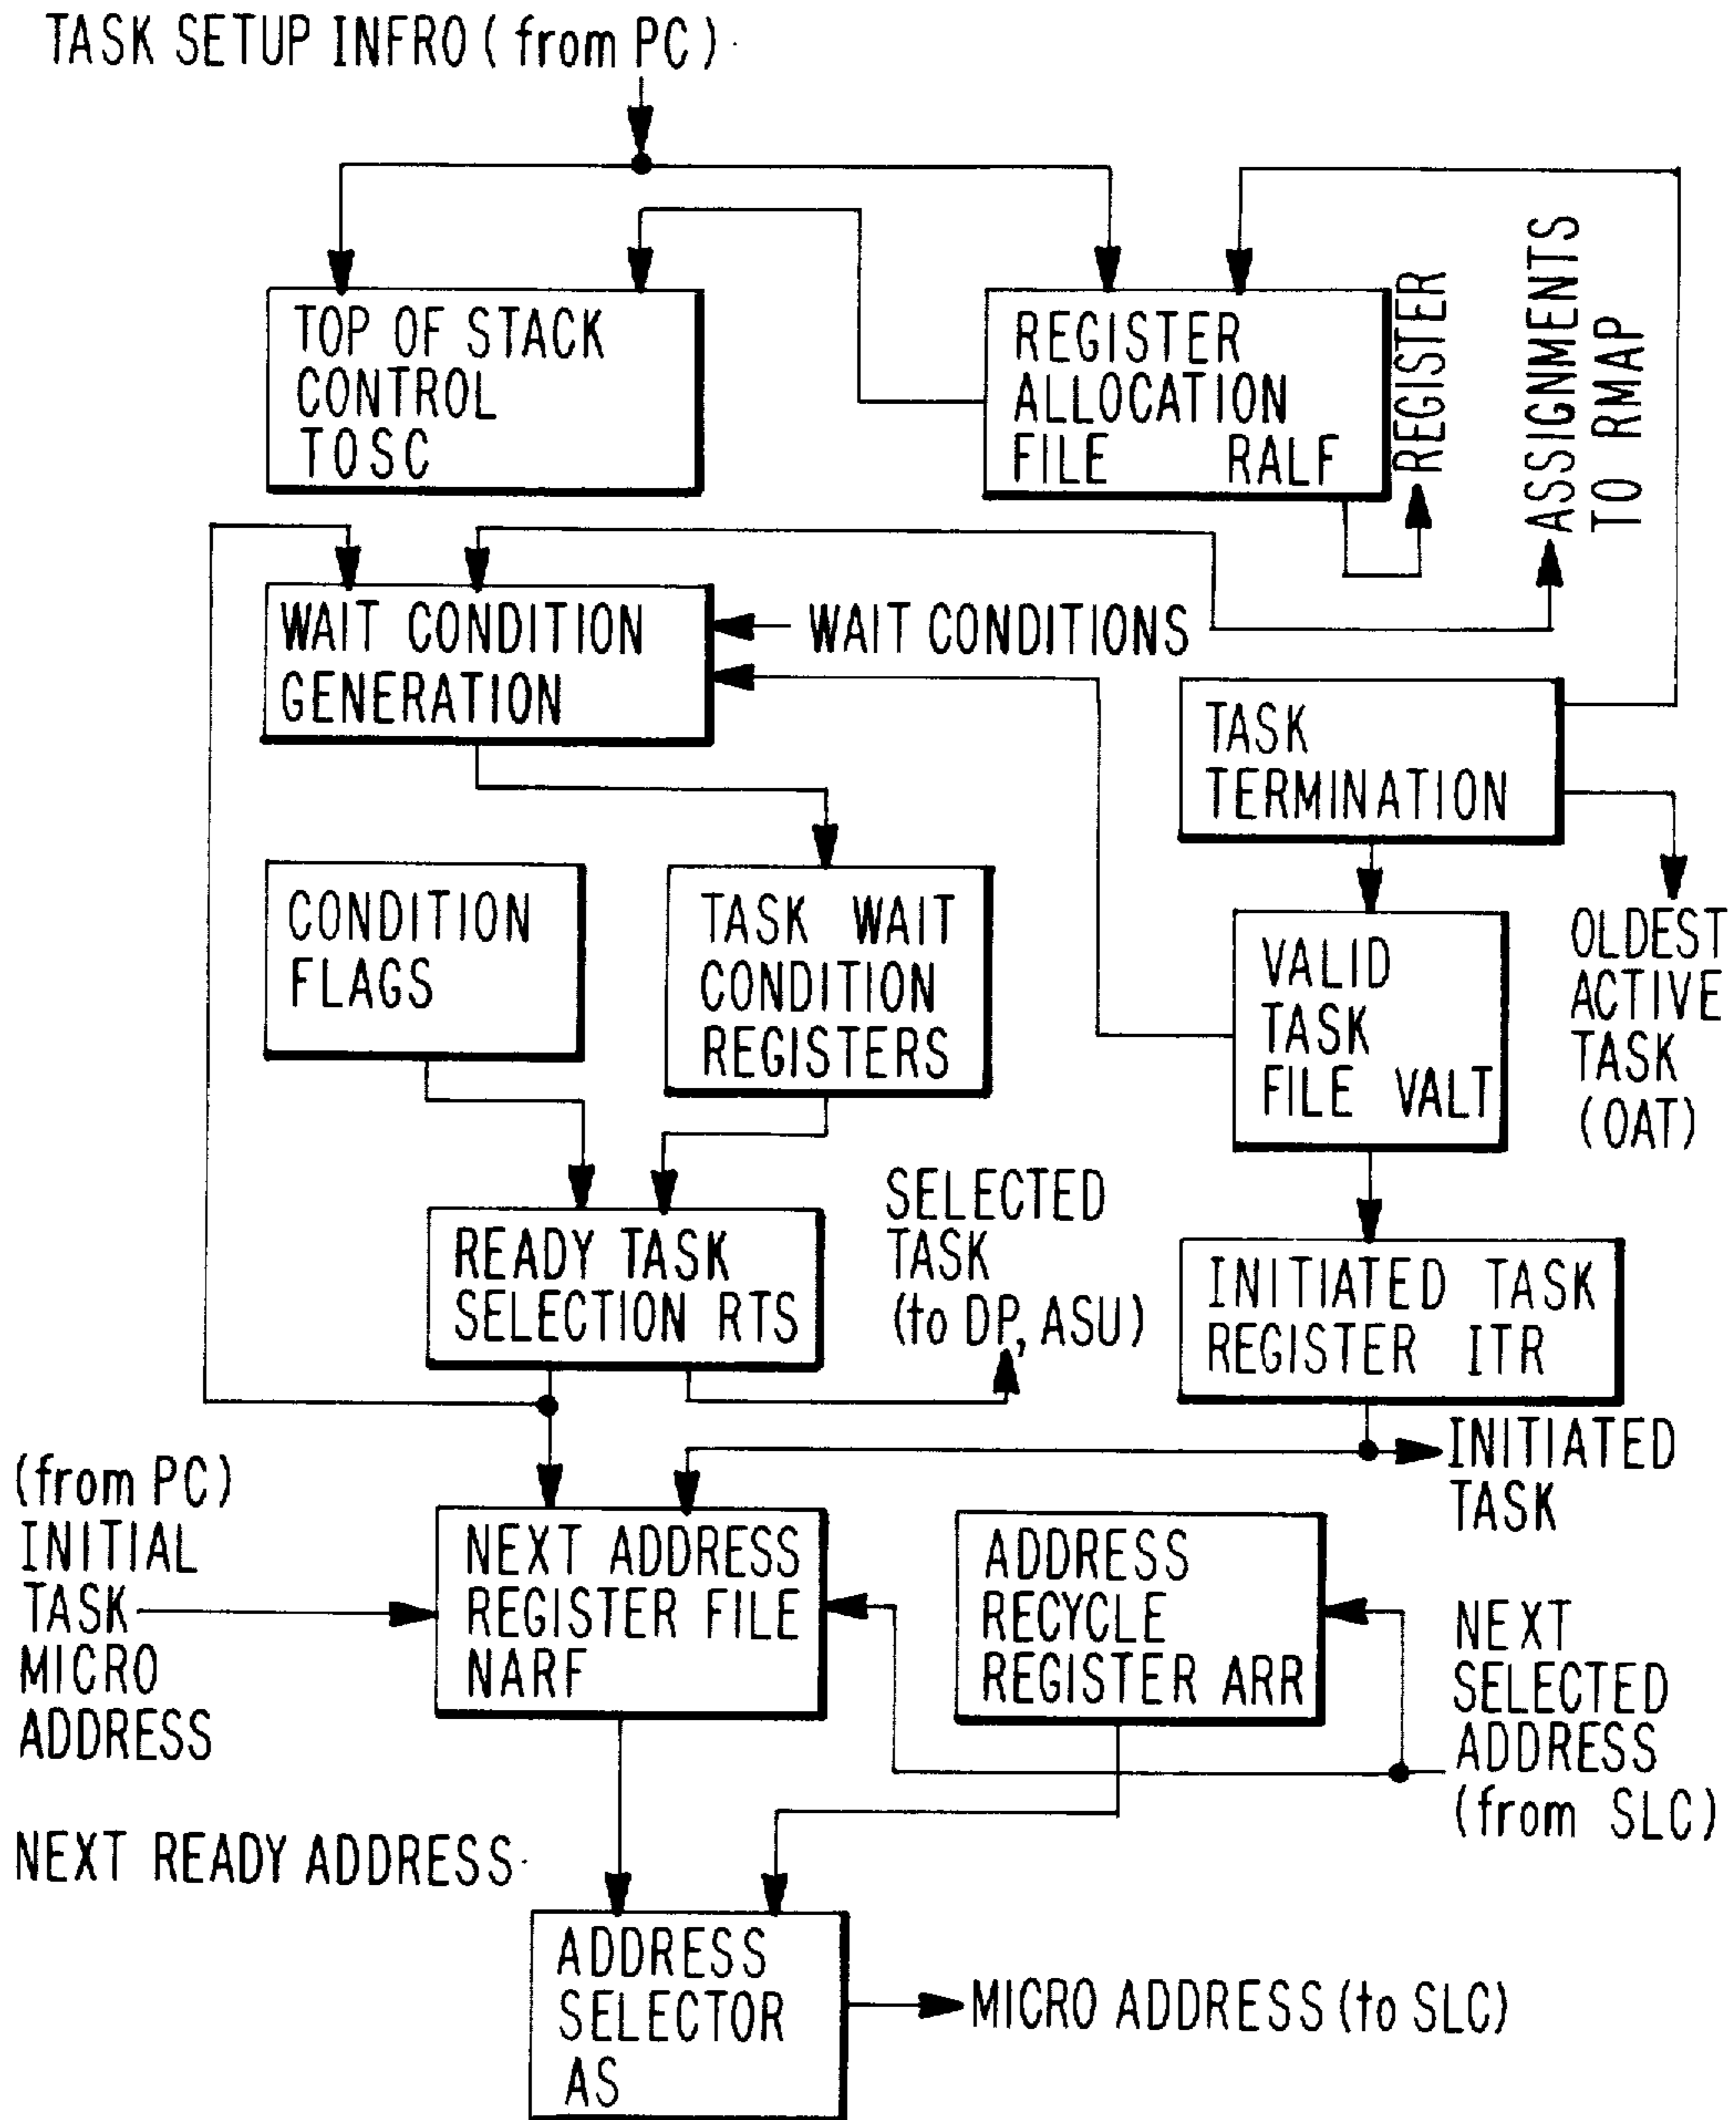 TASK SETUP INFRO (from PC)
TOP OF STACK
CONTROL
TOSC
REGISTER
ALLOCATION
FILE RALF
REGISTER
ASSIGNMENTS
TO RMAP
WAIT CONDITION
GENERATION
WAIT CONDITIONS
TASK
TERMINATION
CONDITION
FLAGS
TASK WAIT
CONDITION
REGISTERS
VALID
TASK
FILE VALT
OLDEST
ACTIVE
TASK
(OAT)
READY TASK
SELECTION RTS
SELECTED
TASK
(to DP, ASU)
INITIATED TASK
REGISTER ITR
INITIATED
TASK
(from PC)
INITIAL
TASK
MICRO
ADDRESS
NEXT ADDRESS
REGISTER FILE
NARF
ADDRESS
RECYCLE
REGISTER ARR
NEXT
SELECTED
ADDRESS
(from SLC)
NEXT READY ADDRESS
ADDRESS
SELECTOR
AS
MICRO ADDRESS (to SLC)